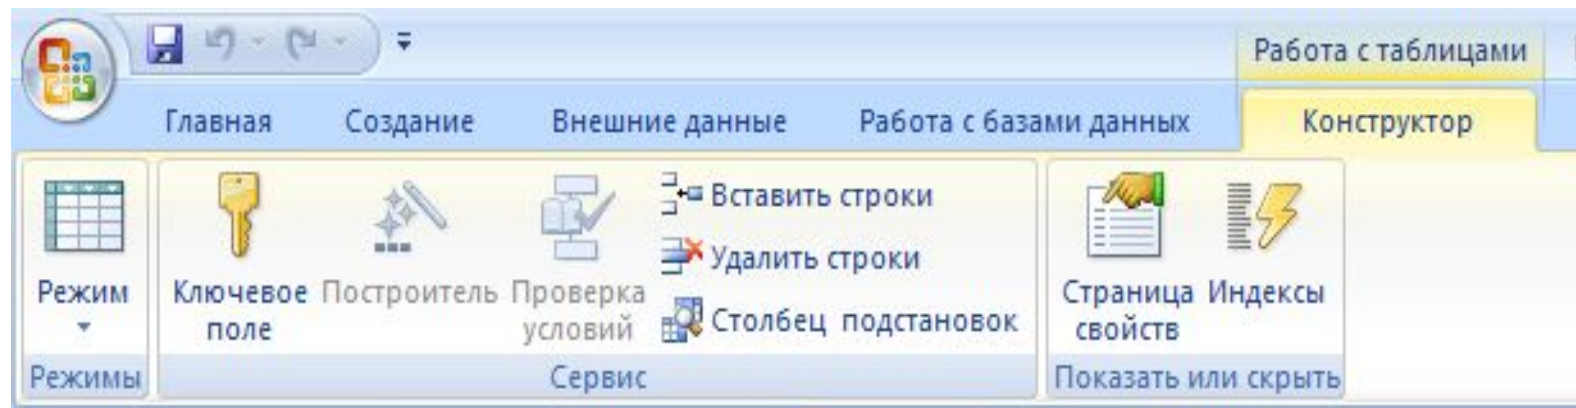 Работа с таблицами
Главная Создание Внешние данные Работа с базами данных Конструктор
Режим
Ключевое
поле
Построитель
Проверка
условий
Вставить строки
Удалить строки
Столбец подстановок
Страница
свойств
Индексы
Режимы
Сервис
Показать или скрыть